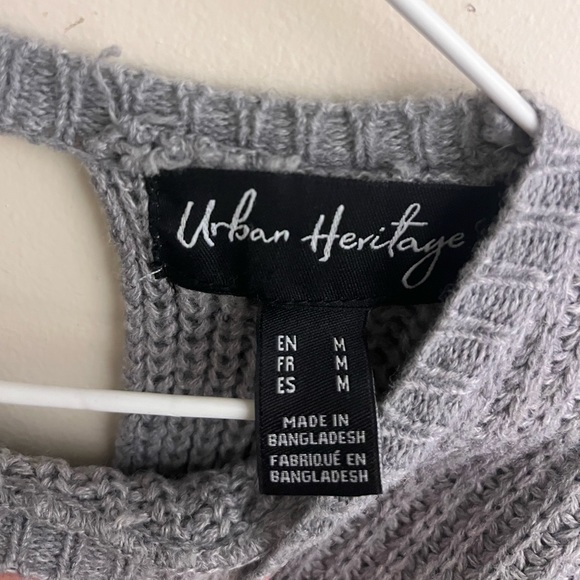 Urban Heritage
EN M
FR M
ES M
MADE IN
BANGLADESH
FABRIQUÉ EN
BANGLADESH